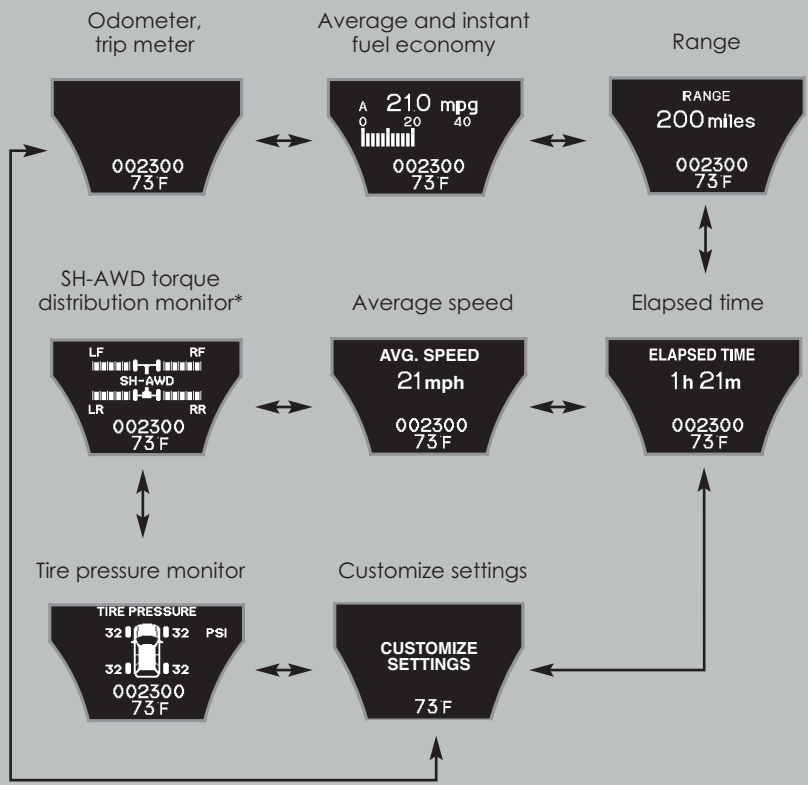 Odometer,
trip meter
002300
73°F
Average and instant
fuel economy
A 21.0 mpg
0 20 40
002300
73°F
Range
RANGE
200 miles
002300
73°F
SH-AWD torque
distribution monitor*
LF RF
SH-AWD
LR RR
002300
73°F
Average speed
AVG. SPEED
21 mph
002300
73°F
Elapsed time
ELAPSED TIME
1h 21m
002300
73°F
Tire pressure monitor
TIRE PRESSURE
32 32 PSI
32 32
002300
73°F
Customize settings
CUSTOMIZE
SETTINGS
73°F